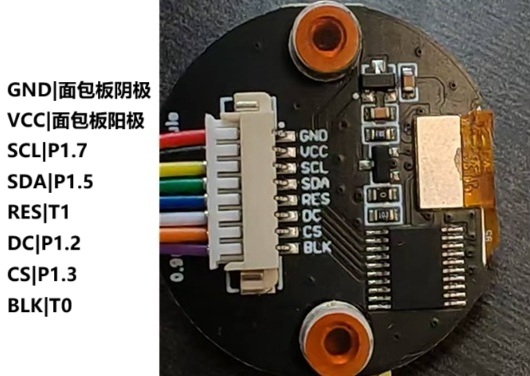 GND|面包板阴极
VCC|面包板阳极
SCL|P1.7
SDA|P1.5
RES|T1
DC|P1.2
CS|P1.3
BLK|T0
GND
VCC
SCL
SDA
RES
DC
CS
BLK